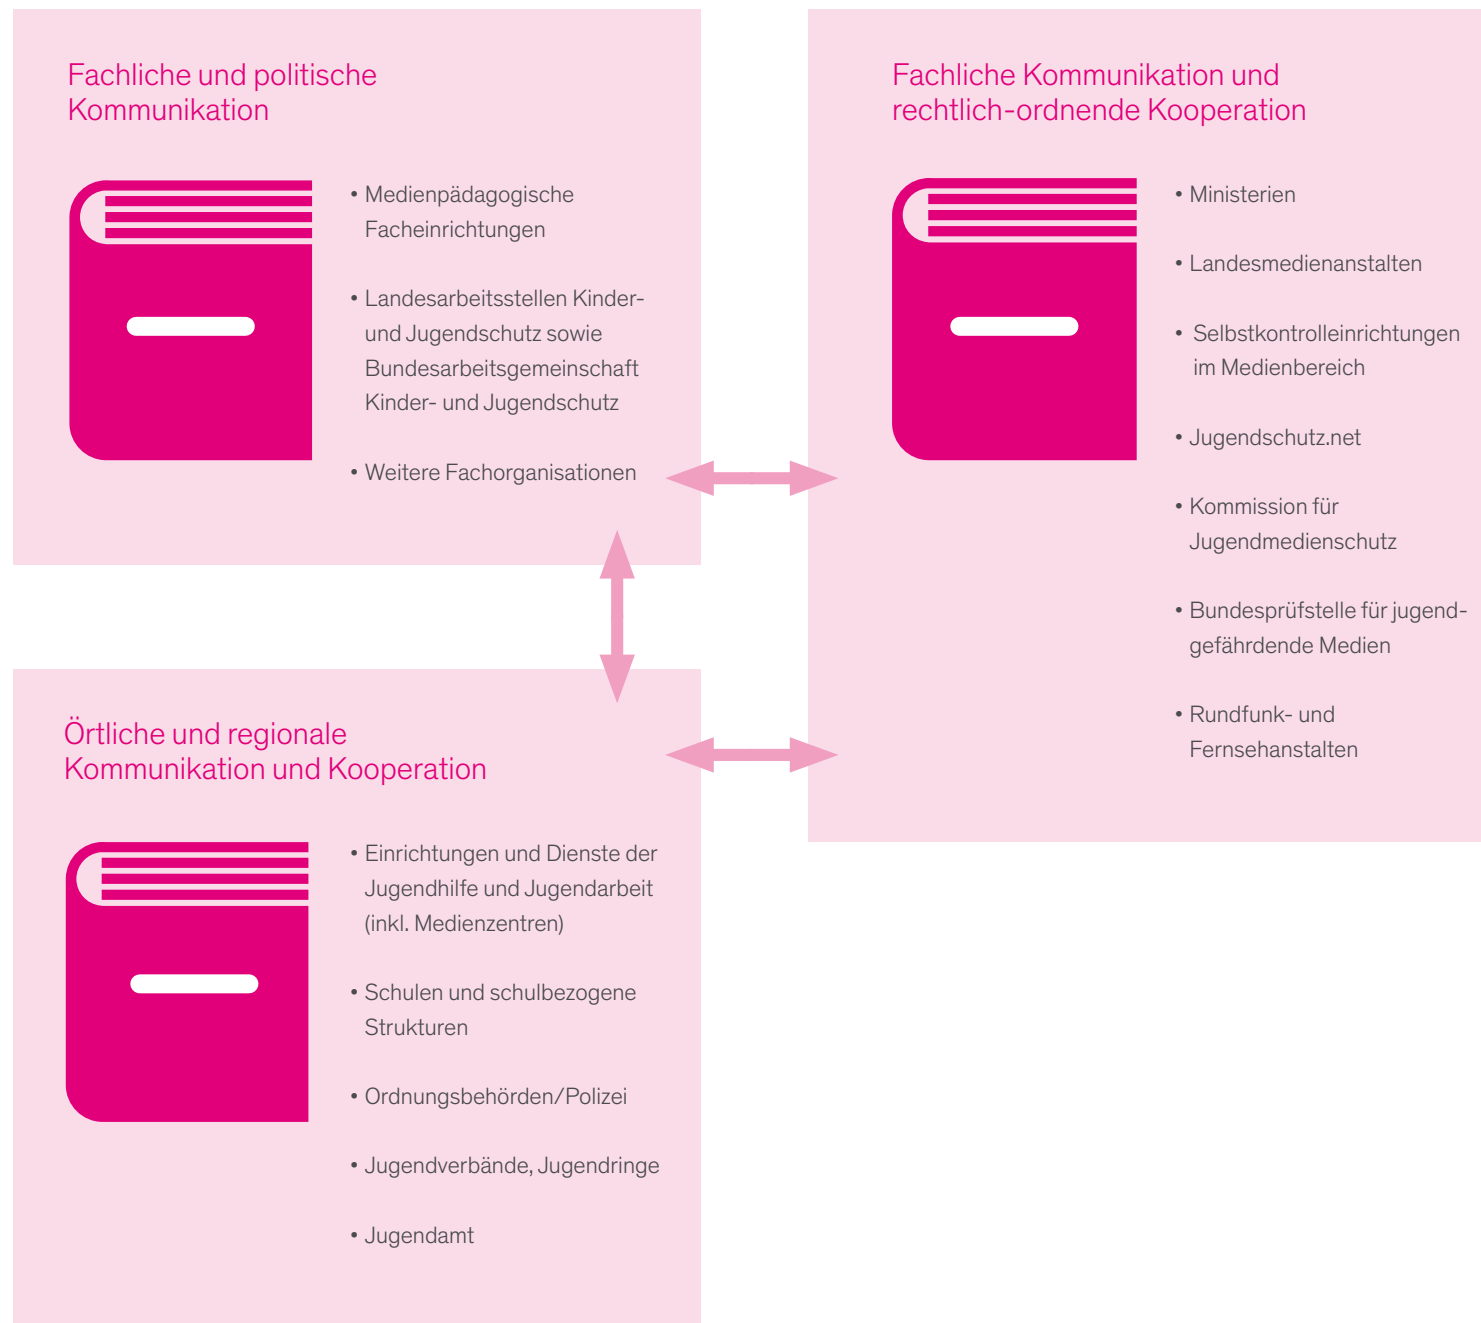 Fachliche und politische
Kommunikation
• Medienpädagogische
Facheinrichtungen
• Landesarbeitsstellen Kinder-
und Jugendschutz sowie
Bundesarbeitsgemeinschaft
Kinder- und Jugendschutz
• Weitere Fachorganisationen
Fachliche Kommunikation und
rechtlich-ordnende Kooperation
• Ministerien
• Landesmedienanstalten
• Selbstkontrolleinrichtungen
im Medienbereich
• Jugendschutz.net
• Kommission für
Jugendmedienschutz
• Bundesprüfstelle für jugend-
gefährdende Medien
• Rundfunk- und
Fernsehanstalten
Örtliche und regionale
Kommunikation und Kooperation
• Einrichtungen und Dienste der
Jugendhilfe und Jugendarbeit
(inkl. Medienzentren)
• Schulen und schulbezogene
Strukturen
• Ordnungsbehörden/Polizei
• Jugendverbände, Jugendringe
• Jugendamt